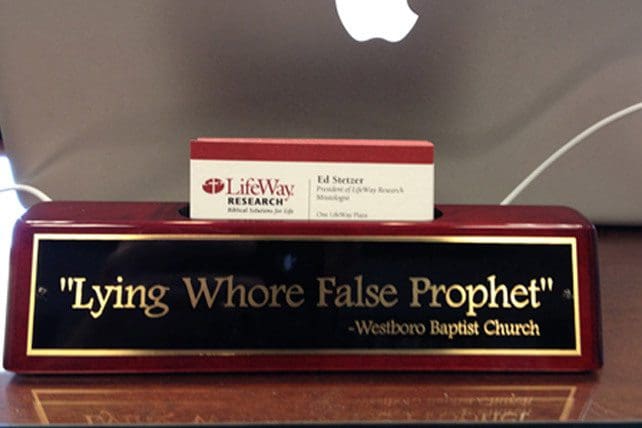 LifeWay
RESEARCH
Biblical Solutions for Life
Ed Stetzer
President of LifeWay Research
Missiologist
One LifeWay Plaza
"Lying Whore False Prophet"
-Westboro Baptist Church